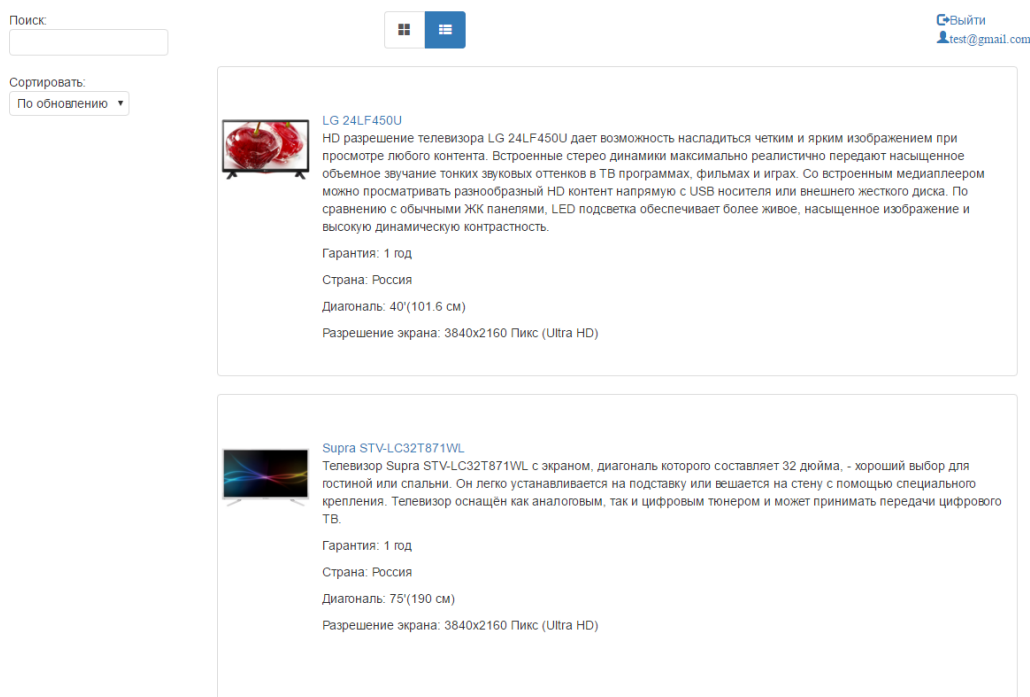 Поиск:
Выйти
test@gmail.com
Сортировать:
По обновлению
LG 24LF450U
HD разрешение телевизора LG 24LF450U дает возможность насладиться четким и ярким изображением при
просмотре любого контента. Встроенные стерео динамики максимально реалистично передают насыщенное
объемное звучание тонких звуковых оттенков в ТВ программах, фильмах и играх. Со встроенным медиаплеером
можно просматривать разнообразный HD контент напрямую с USB носителя или внешнего жесткого диска. По
сравнению с обычными ЖК панелями, LED подсветка обеспечивает более живое, насыщенное изображение и
высокую динамическую контрастность.
Гарантия: 1 год
Страна: Россия
Диагональ: 40'(101.6 см)
Разрешение экрана: 3840x2160 Пикс (Ultra HD)
Supra STV-LC32T871WL
Телевизор Supra STV-LC32T871WL с экраном, диагональ которого составляет 32 дюйма, - хороший выбор для
гостиной или спальни. Он легко устанавливается на подставку или вешается на стену с помощью специального
крепления. Телевизор оснащён как аналоговым, так и цифровым тюнером и может принимать передачи цифрового
ТВ.
Гарантия: 1 год
Страна: Россия
Диагональ: 75'(190 см)
Разрешение экрана: 3840x2160 Пикс (Ultra HD)